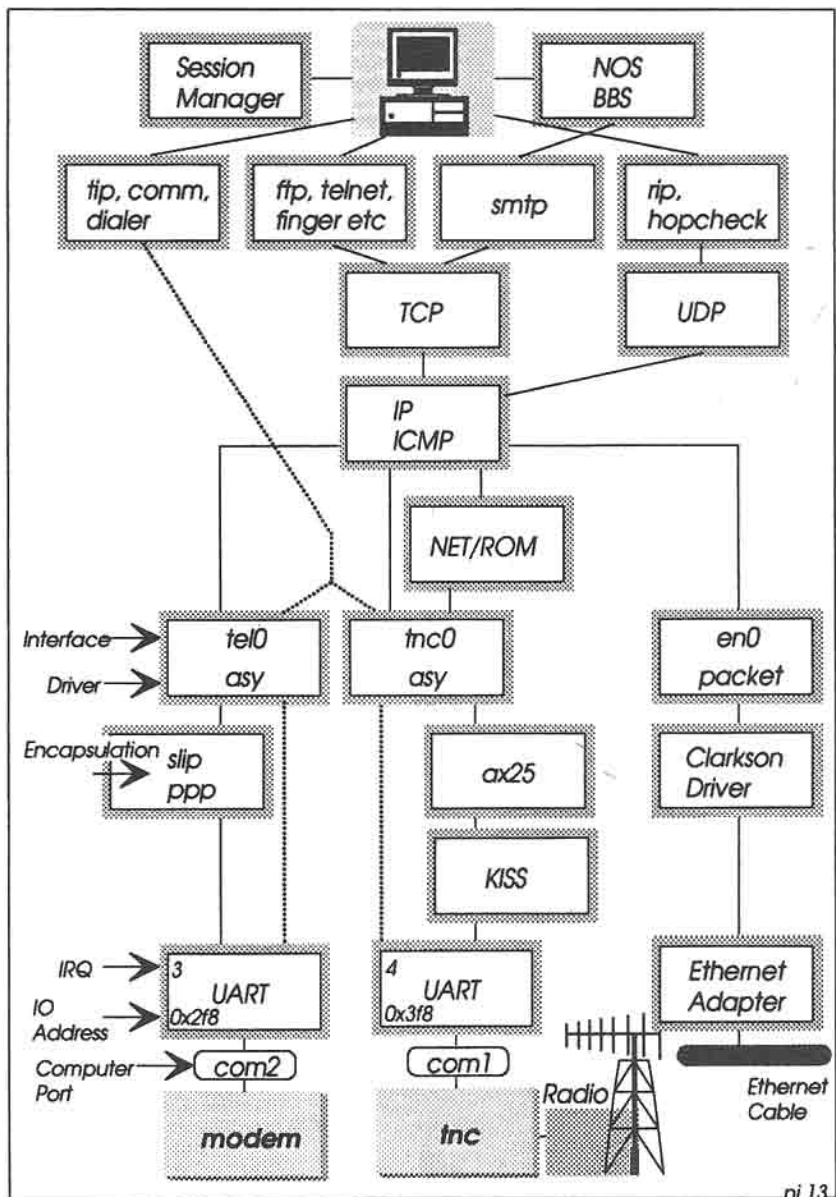 Session
Manager
NOS
BBS
tip, comm,
dialer
ftp, telnet,
finger etc
smtp
rip,
hopcheck
TCP
UDP
IP
ICMP
NET/ROM
Interface
tel0
tnc0
en0
Driver
asy
asy
packet
Encapsulation
slip
ppp
ax25
Clarkson
Driver
KISS
IRQ
3
UART
IO
Address
0x2f8
4
UART
0x3f8
Ethernet
Adapter
Computer
Port
com2
com1
Radio
Ethernet
Cable
modem
tnc
pi 13